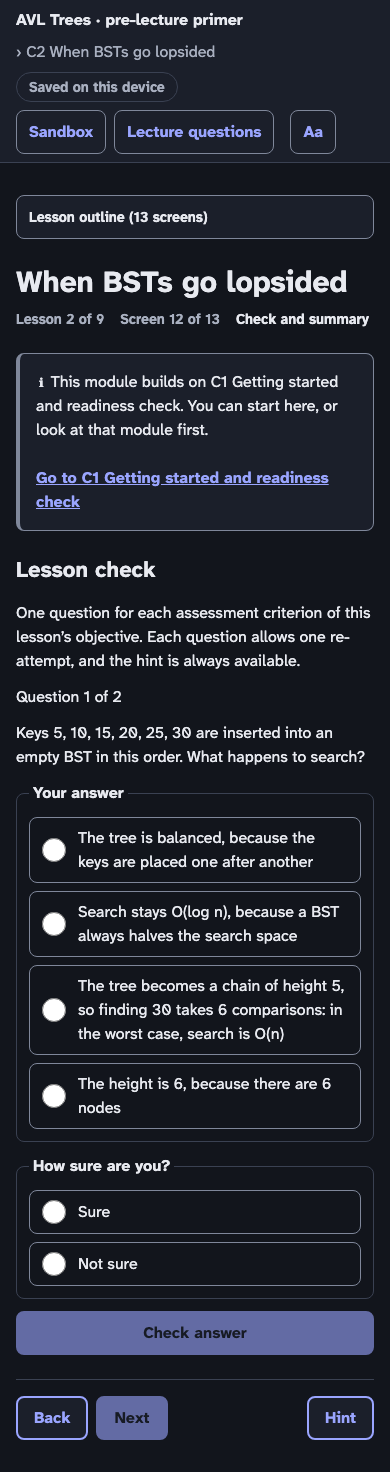 AVL Trees · pre-lecture primer
› C2 When BSTs go lopsided
Saved on this device
Sandbox
Lecture questions
Aa
Lesson outline (13 screens)
When BSTs go lopsided
Lesson 2 of 9 Screen 12 of 13 Check and summary
ℹ This module builds on C1 Getting started
and readiness check. You can start here, or
look at that module first.
Go to C1 Getting started and readiness
check
Lesson check
One question for each assessment criterion of this
lesson’s objective. Each question allows one re-
attempt, and the hint is always available.
Question 1 of 2
Keys 5, 10, 15, 20, 25, 30 are inserted into an
empty BST in this order. What happens to search?
Your answer
The tree is balanced, because the
keys are placed one after another
Search stays O(log n), because a BST
always halves the search space
The tree becomes a chain of height 5,
so finding 30 takes 6 comparisons: in
the worst case, search is O(n)
The height is 6, because there are 6
nodes
How sure are you?
Sure
Not sure
Check answer
Back
Next
Hint